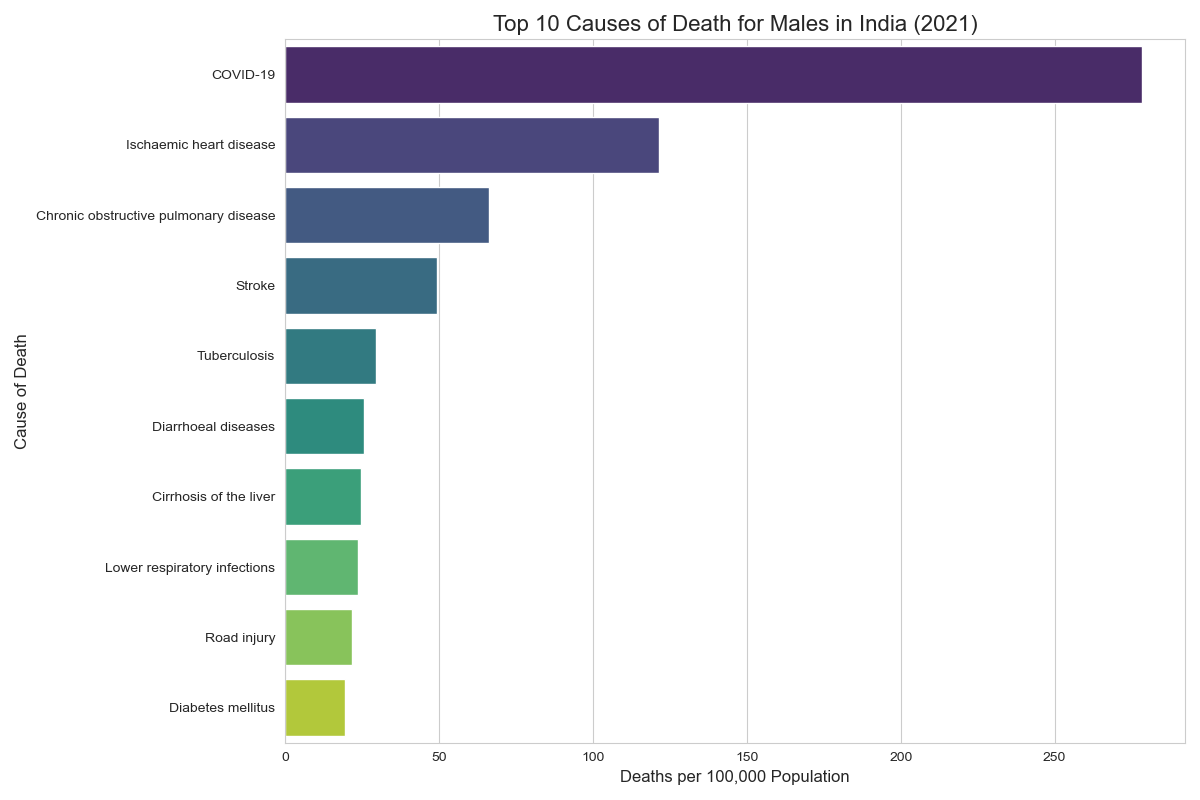 Top 10 Causes of Death for Males in India (2021)
COVID-19
Ischaemic heart disease
Chronic obstructive pulmonary disease
Stroke
Tuberculosis
Diarrhoeal diseases
Cirrhosis of the liver
Lower respiratory infections
Road injury
Diabetes mellitus
Cause of Death
0 50 100 150 200 250
Deaths per 100,000 Population